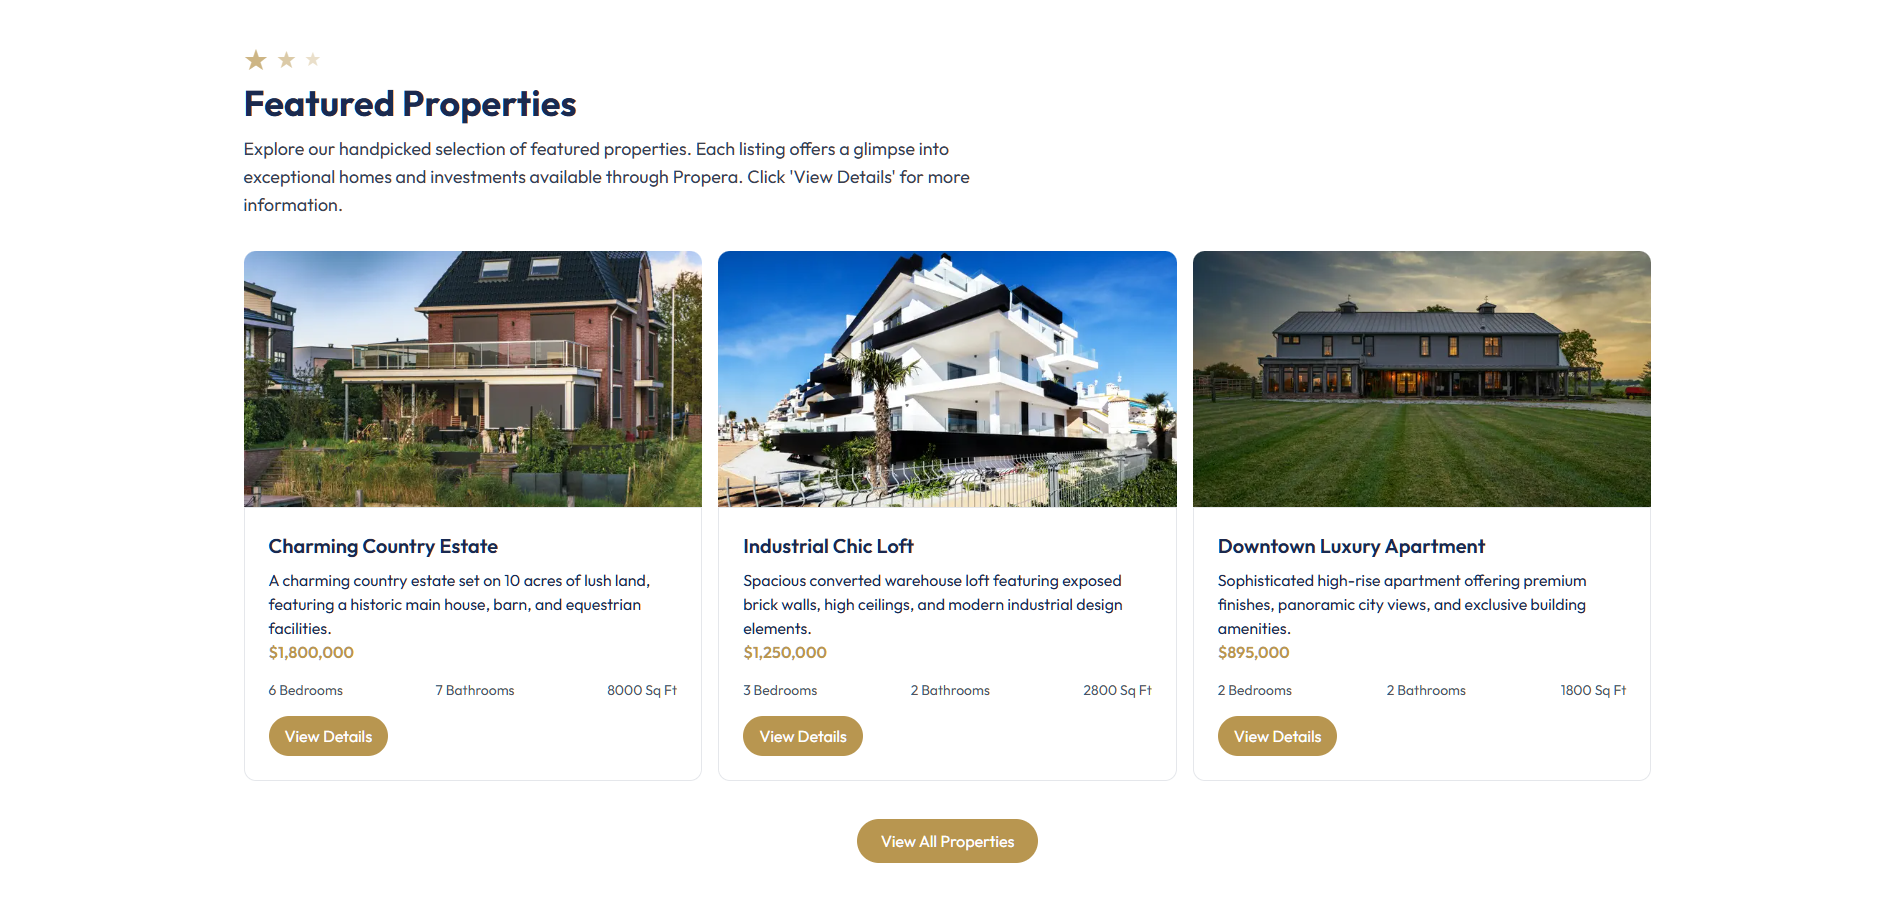 Featured Properties
Explore our handpicked selection of featured properties. Each listing offers a glimpse into
exceptional homes and investments available through Propera. Click 'View Details' for more
information.
Charming Country Estate
A charming country estate set on 10 acres of lush land,
featuring a historic main house, barn, and equestrian
facilities.
$1,800,000
6 Bedrooms 7 Bathrooms 8000 Sq Ft
View Details
Industrial Chic Loft
Spacious converted warehouse loft featuring exposed
brick walls, high ceilings, and modern industrial design
elements.
$1,250,000
3 Bedrooms 2 Bathrooms 2800 Sq Ft
View Details
Downtown Luxury Apartment
Sophisticated high-rise apartment offering premium
finishes, panoramic city views, and exclusive building
amenities.
$895,000
2 Bedrooms 2 Bathrooms 1800 Sq Ft
View Details
View All Properties